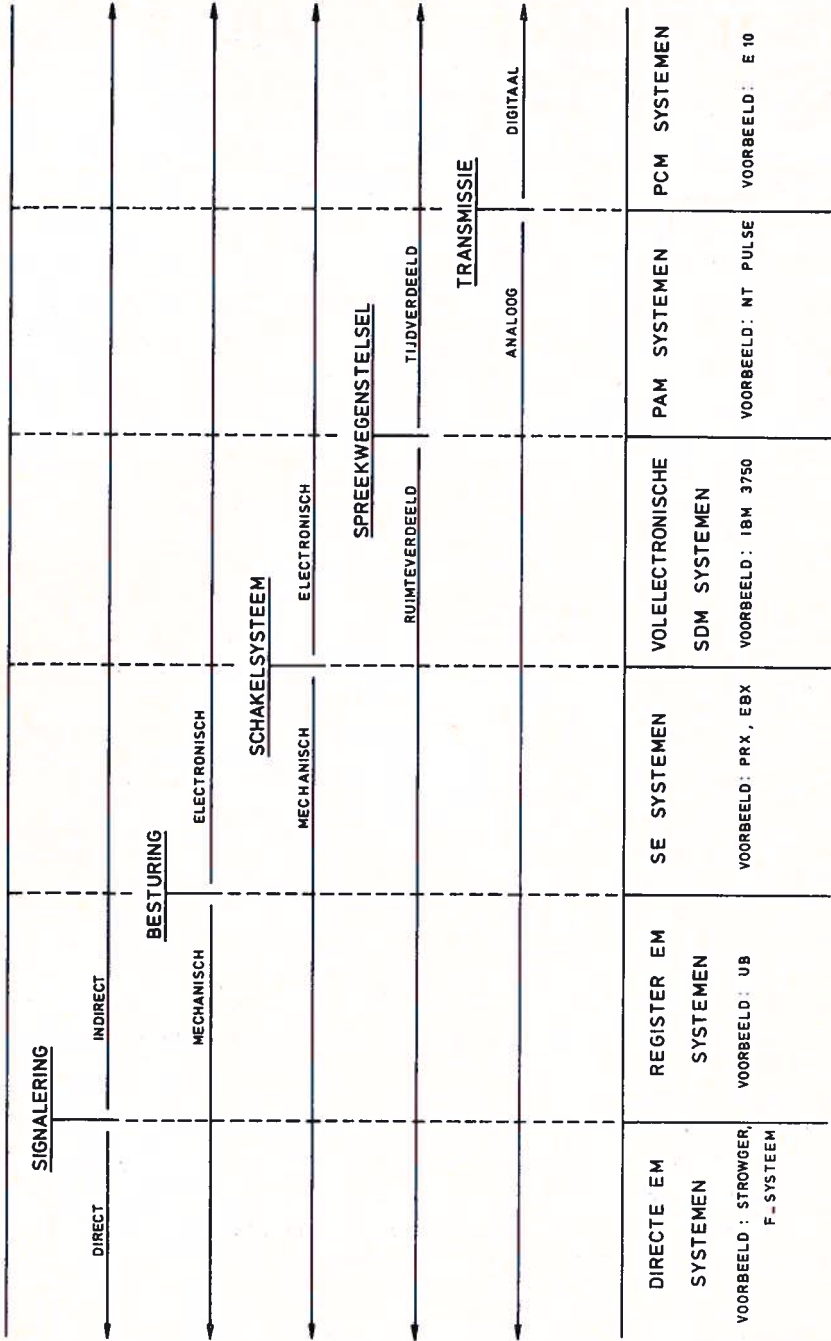 SIGNALERING
DIRECT
INDIRECT
BESTURING
MECHANISCH
ELECTRONISCH
SCHAKELSYSTEEM
MECHANISCH
ELECTRONISCH
SPREEKWEGENSTELSEL
RUIMTEVERDEELD
TIJDVERDEELD
TRANSMISSIE
ANALOOG
DIGITAAL
DIRECTE EM
SYSTEMEN
VOORBEELD : STROWGER,
F_SYSTEEM
REGISTER EM
SYSTEMEN
VOORBEELD: UB
SE SYSTEMEN
VOORBEELD: PRX, EBX
VOLELECTRONISCHE
SDM SYSTEMEN
VOORBEELD: IBM 3750
PAM SYSTEMEN
VOORBEELD: NT PULSE
PCM SYSTEMEN
VOORBEELD: E 10